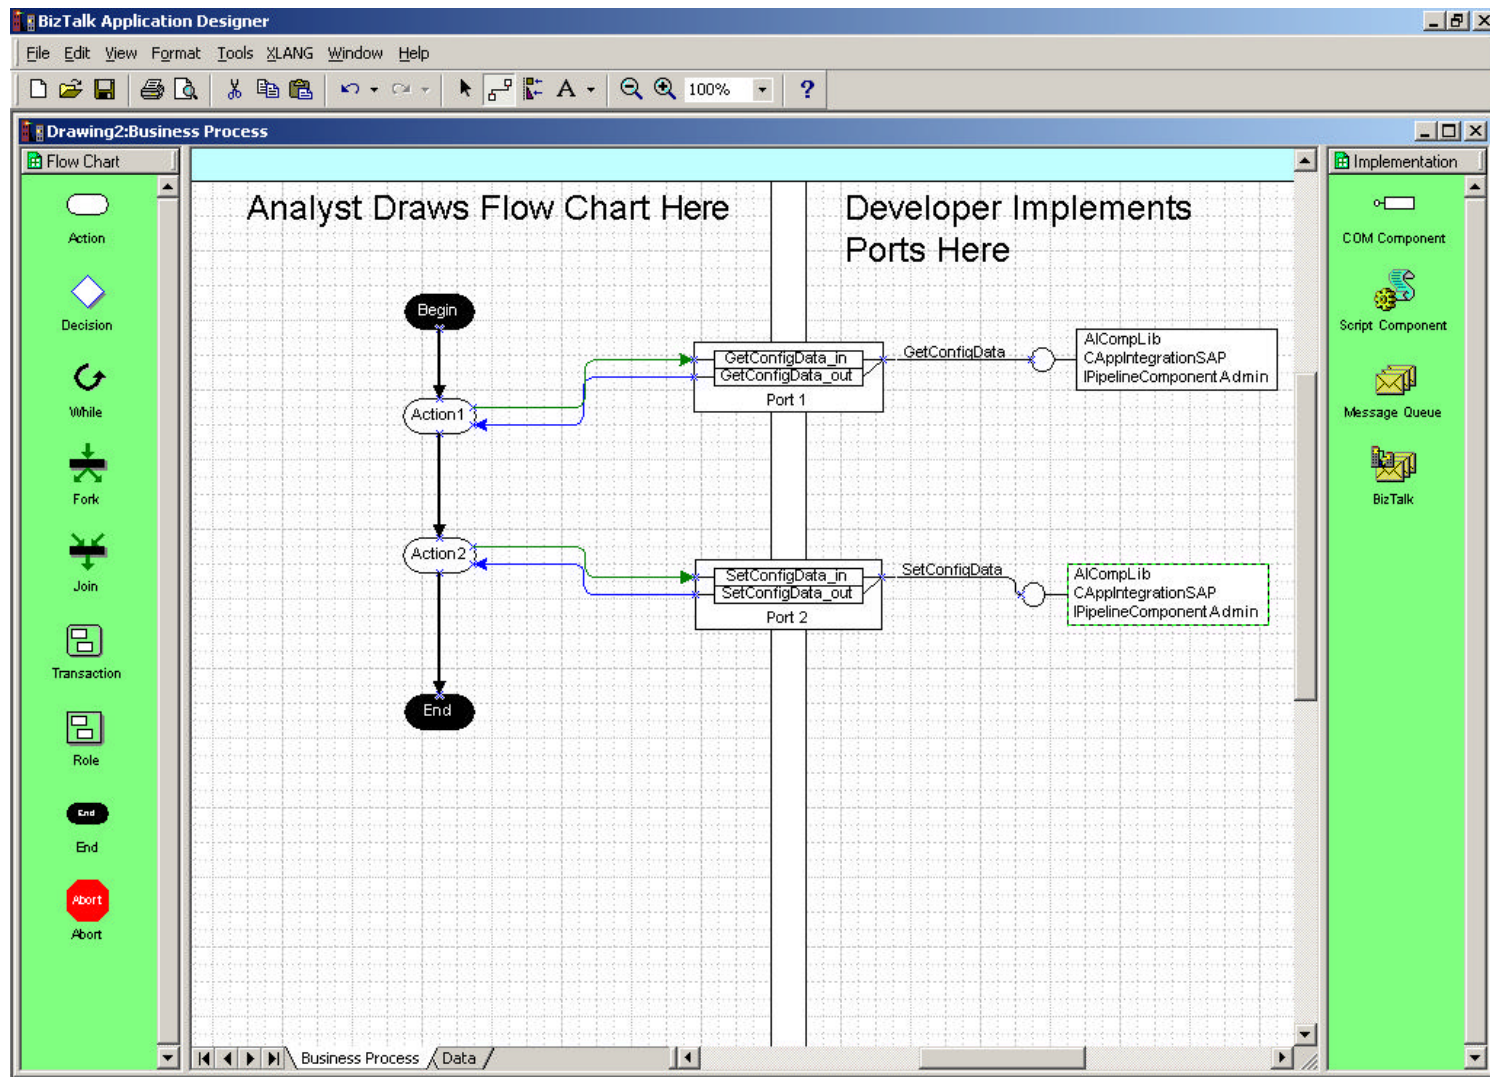 BizTalk Application Designer
File Edit View Format Tools XLANG Window Help
A 100% ?
Drawing2:Business Process
Flow Chart
Action
Decision
While
Fork
Join
Transaction
Role
End
End
Abort
Abort
Analyst Draws Flow Chart Here
Begin
Action1
Action2
End
GetConfigData_in
GetConfigData_out
Port 1
SetConfigData_in
SetConfigData_out
Port 2
Developer Implements
Ports Here
GetConfigData
AICompLib
CAppIntegrationSAP
IPipelineComponentAdmin
SetConfigData
AICompLib
CAppIntegrationSAP
IPipelineComponentAdmin
Implementation
COM Component
Script Component
Message Queue
BizTalk
Business Process Data